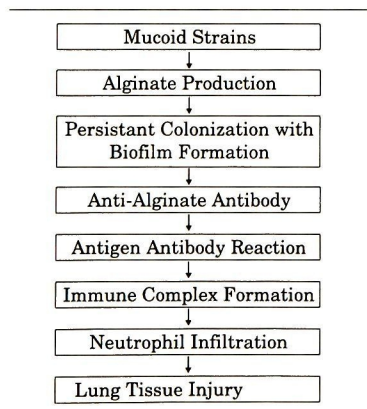 Mucoid Strains
Alginate Production
Persistant Colonization with
Biofilm Formation
Anti-Alginate Antibody
Antigen Antibody Reaction
Immune Complex Formation
Neutrophil Infiltration
Lung Tissue Injury